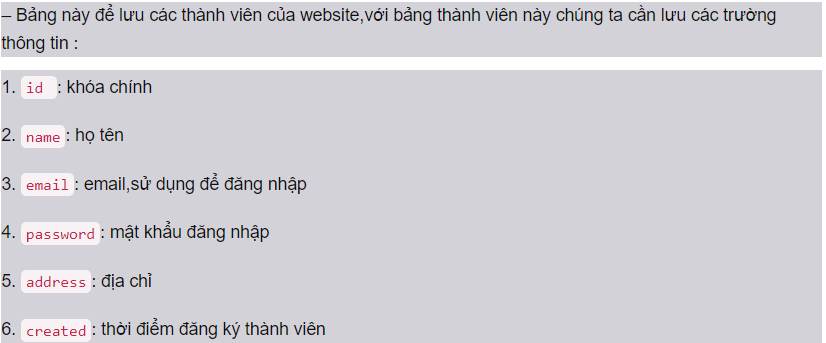 – Bảng này để lưu các thành viên của website,với bảng thành viên này chúng ta cần lưu các trường
thông tin :
1. id : khóa chính
2. name: họ tên
3. email: email,sử dụng để đăng nhập
4. password: mật khẩu đăng nhập
5. address: địa chỉ
6. created: thời điểm đăng ký thành viên